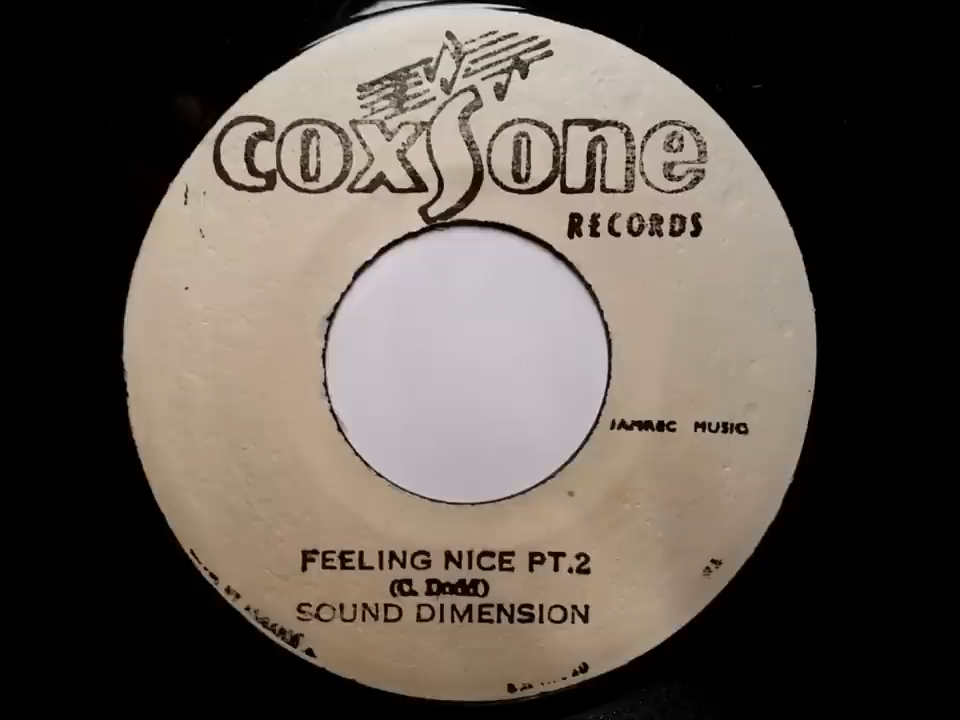 coxsone
RECORDS
JAMREC MUSIC
FEELING NICE PT.2
(C. Dodd)
SOUND DIMENSION